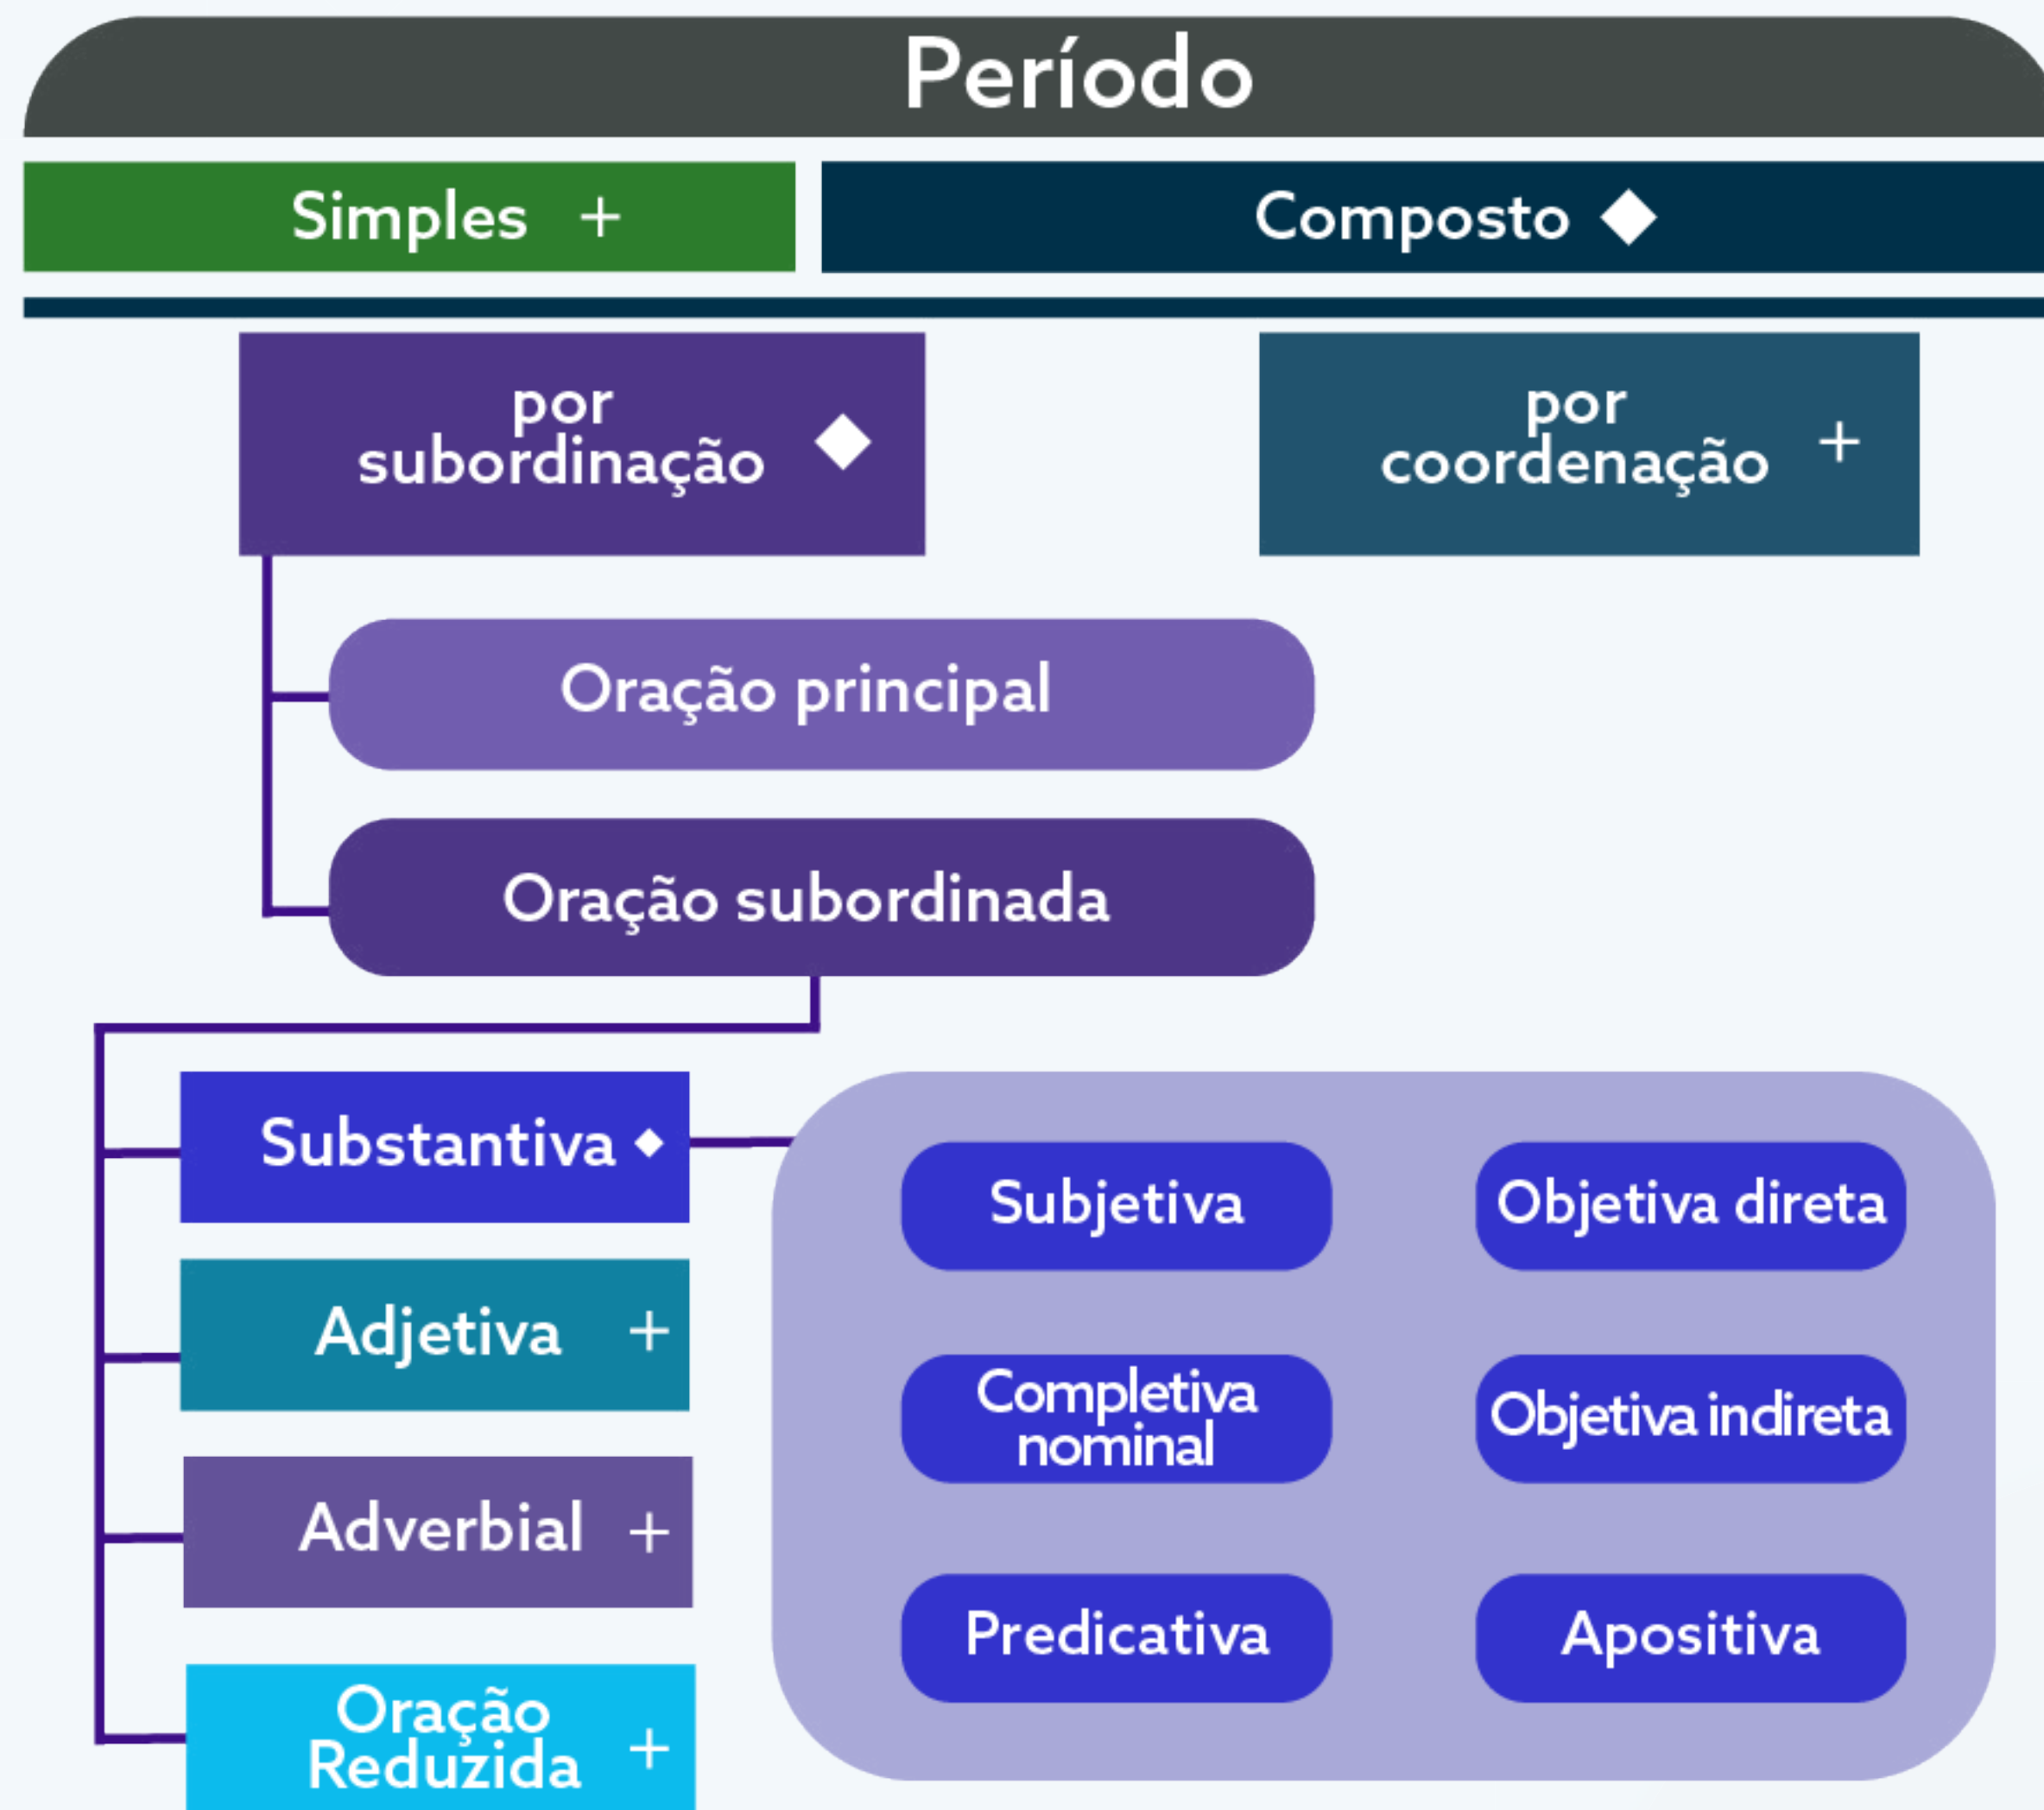 Período
Simples +
Composto ◆
por
subordinação ◆
por
coordenação +
Oração principal
Oração subordinada
Substantiva ◆
Adjetiva +
Adverbial +
Oração
Reduzida +
Subjetiva
Objetiva direta
Completiva
nominal
Objetiva indireta
Predicativa
Apositiva